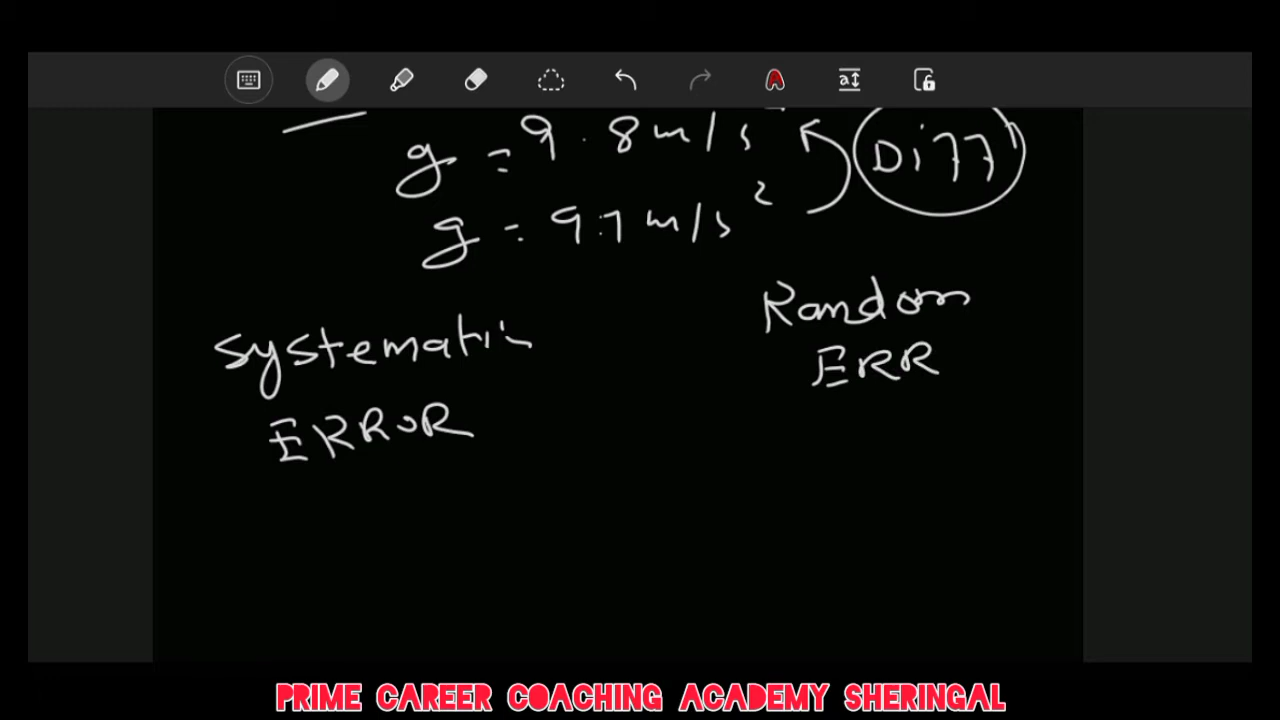 g = 9.8 m/s
Diff
g = 9.7 m/s²
Random
ERR
systematic
ERROR
PRIME CAREER COACHING ACADEMY SHERINGAL